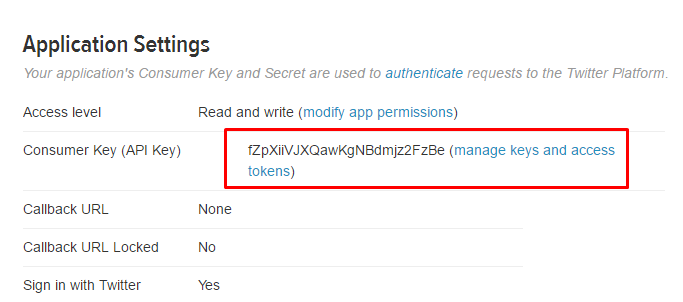 Application Settings
Your application's Consumer Key and Secret are used to authenticate requests to the Twitter Platform.
Access level Read and write (modify app permissions)
Consumer Key (API Key) fZpXiiVJXQawKgNBdmjz2FzBe (manage keys and access
tokens)
Callback URL None
Callback URL Locked No
Sign in with Twitter Yes